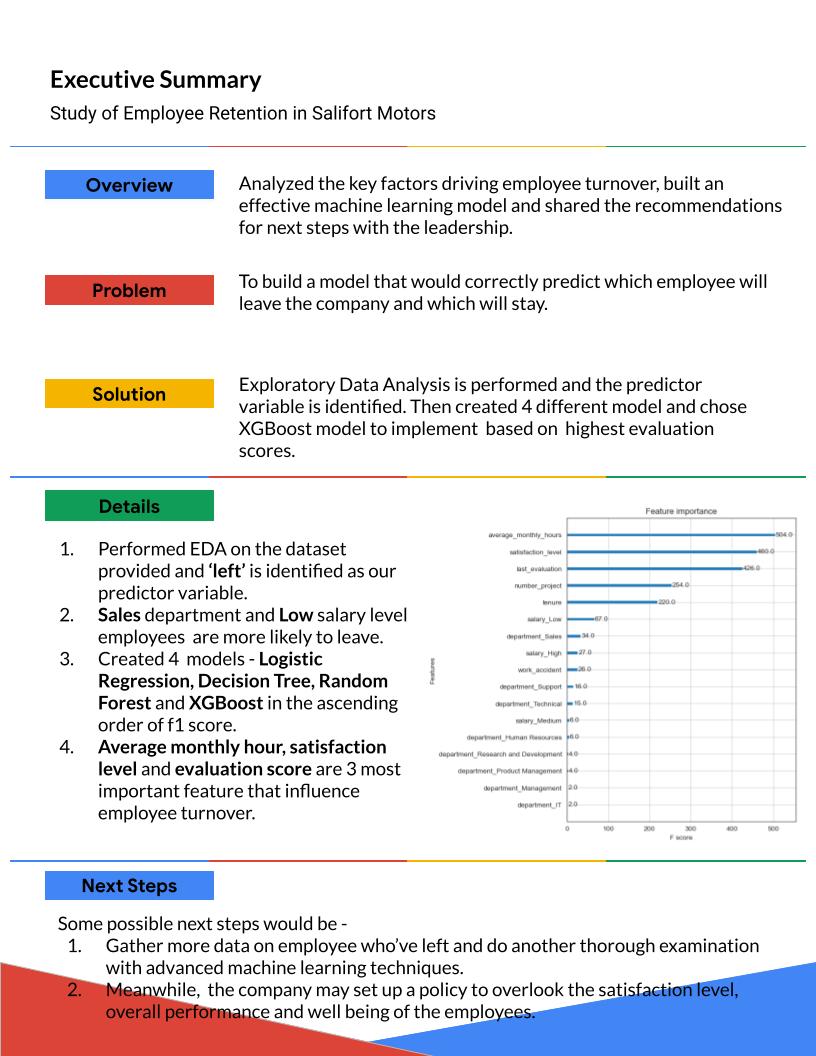 Executive Summary
Study of Employee Retention in Salifort Motors
Overview
Analyzed the key factors driving employee turnover, built an
effective machine learning model and shared the recommendations
for next steps with the leadership.
Problem
To build a model that would correctly predict which employee will
leave the company and which will stay.
Solution
Exploratory Data Analysis is performed and the predictor
variable is identified. Then created 4 different model and chose
XGBoost model to implement  based on  highest evaluation
scores.
Details
1. Performed EDA on the dataset
provided and ‘left’ is identified as our
predictor variable.
2. Sales department and Low salary level
employees  are more likely to leave.
3. Created 4  models - Logistic
Regression, Decision Tree, Random
Forest and XGBoost in the ascending
order of f1 score.
4. Average monthly hour, satisfaction
level and evaluation score are 3 most
important feature that influence
employee turnover.
Feature importance
Features
average_monthly_hours 504.0
satisfaction_level 460.0
last_evaluation 426.0
number_project 254.0
tenure 220.0
salary_Low 67.0
department_Sales 34.0
salary_High 27.0
work_accident 26.0
department_Support 16.0
department_Technical 15.0
salary_Medium 6.0
department_Human Resources 6.0
department_Research and Development 4.0
department_Product Management 4.0
department_Management 2.0
department_IT 2.0
0 100 200 300 400 500
F score
Next Steps
Some possible next steps would be -
1. Gather more data on employee who’ve left and do another thorough examination
with advanced machine learning techniques.
2. Meanwhile,  the company may set up a policy to overlook the satisfaction level,
overall performance and well being of the employees.